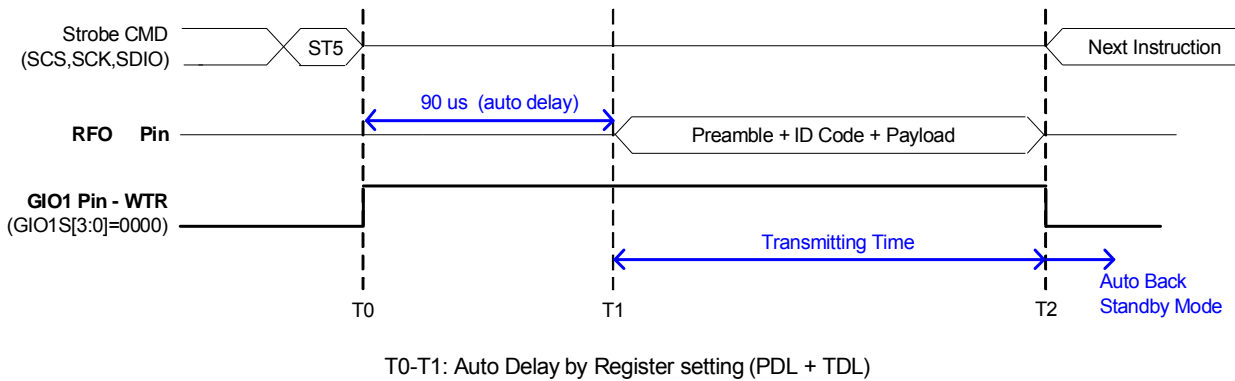 Strobe CMD
(SCS,SCK,SDIO)
ST5
Next Instruction
90 us (auto delay)
RFO Pin
Preamble + ID Code + Payload
GIO1 Pin - WTR
(GIO1S[3:0]=0000)
Transmitting Time
Auto Back
Standby Mode
T0
T1
T2
T0-T1: Auto Delay by Register setting (PDL + TDL)